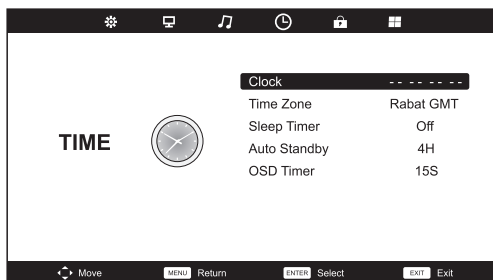 Clock - - - - - - - -
Time Zone Rabat GMT
Sleep Timer Off
TIME
Auto Standby 4H
OSD Timer 15S
Move MENU Return ENTER Select EXIT Exit